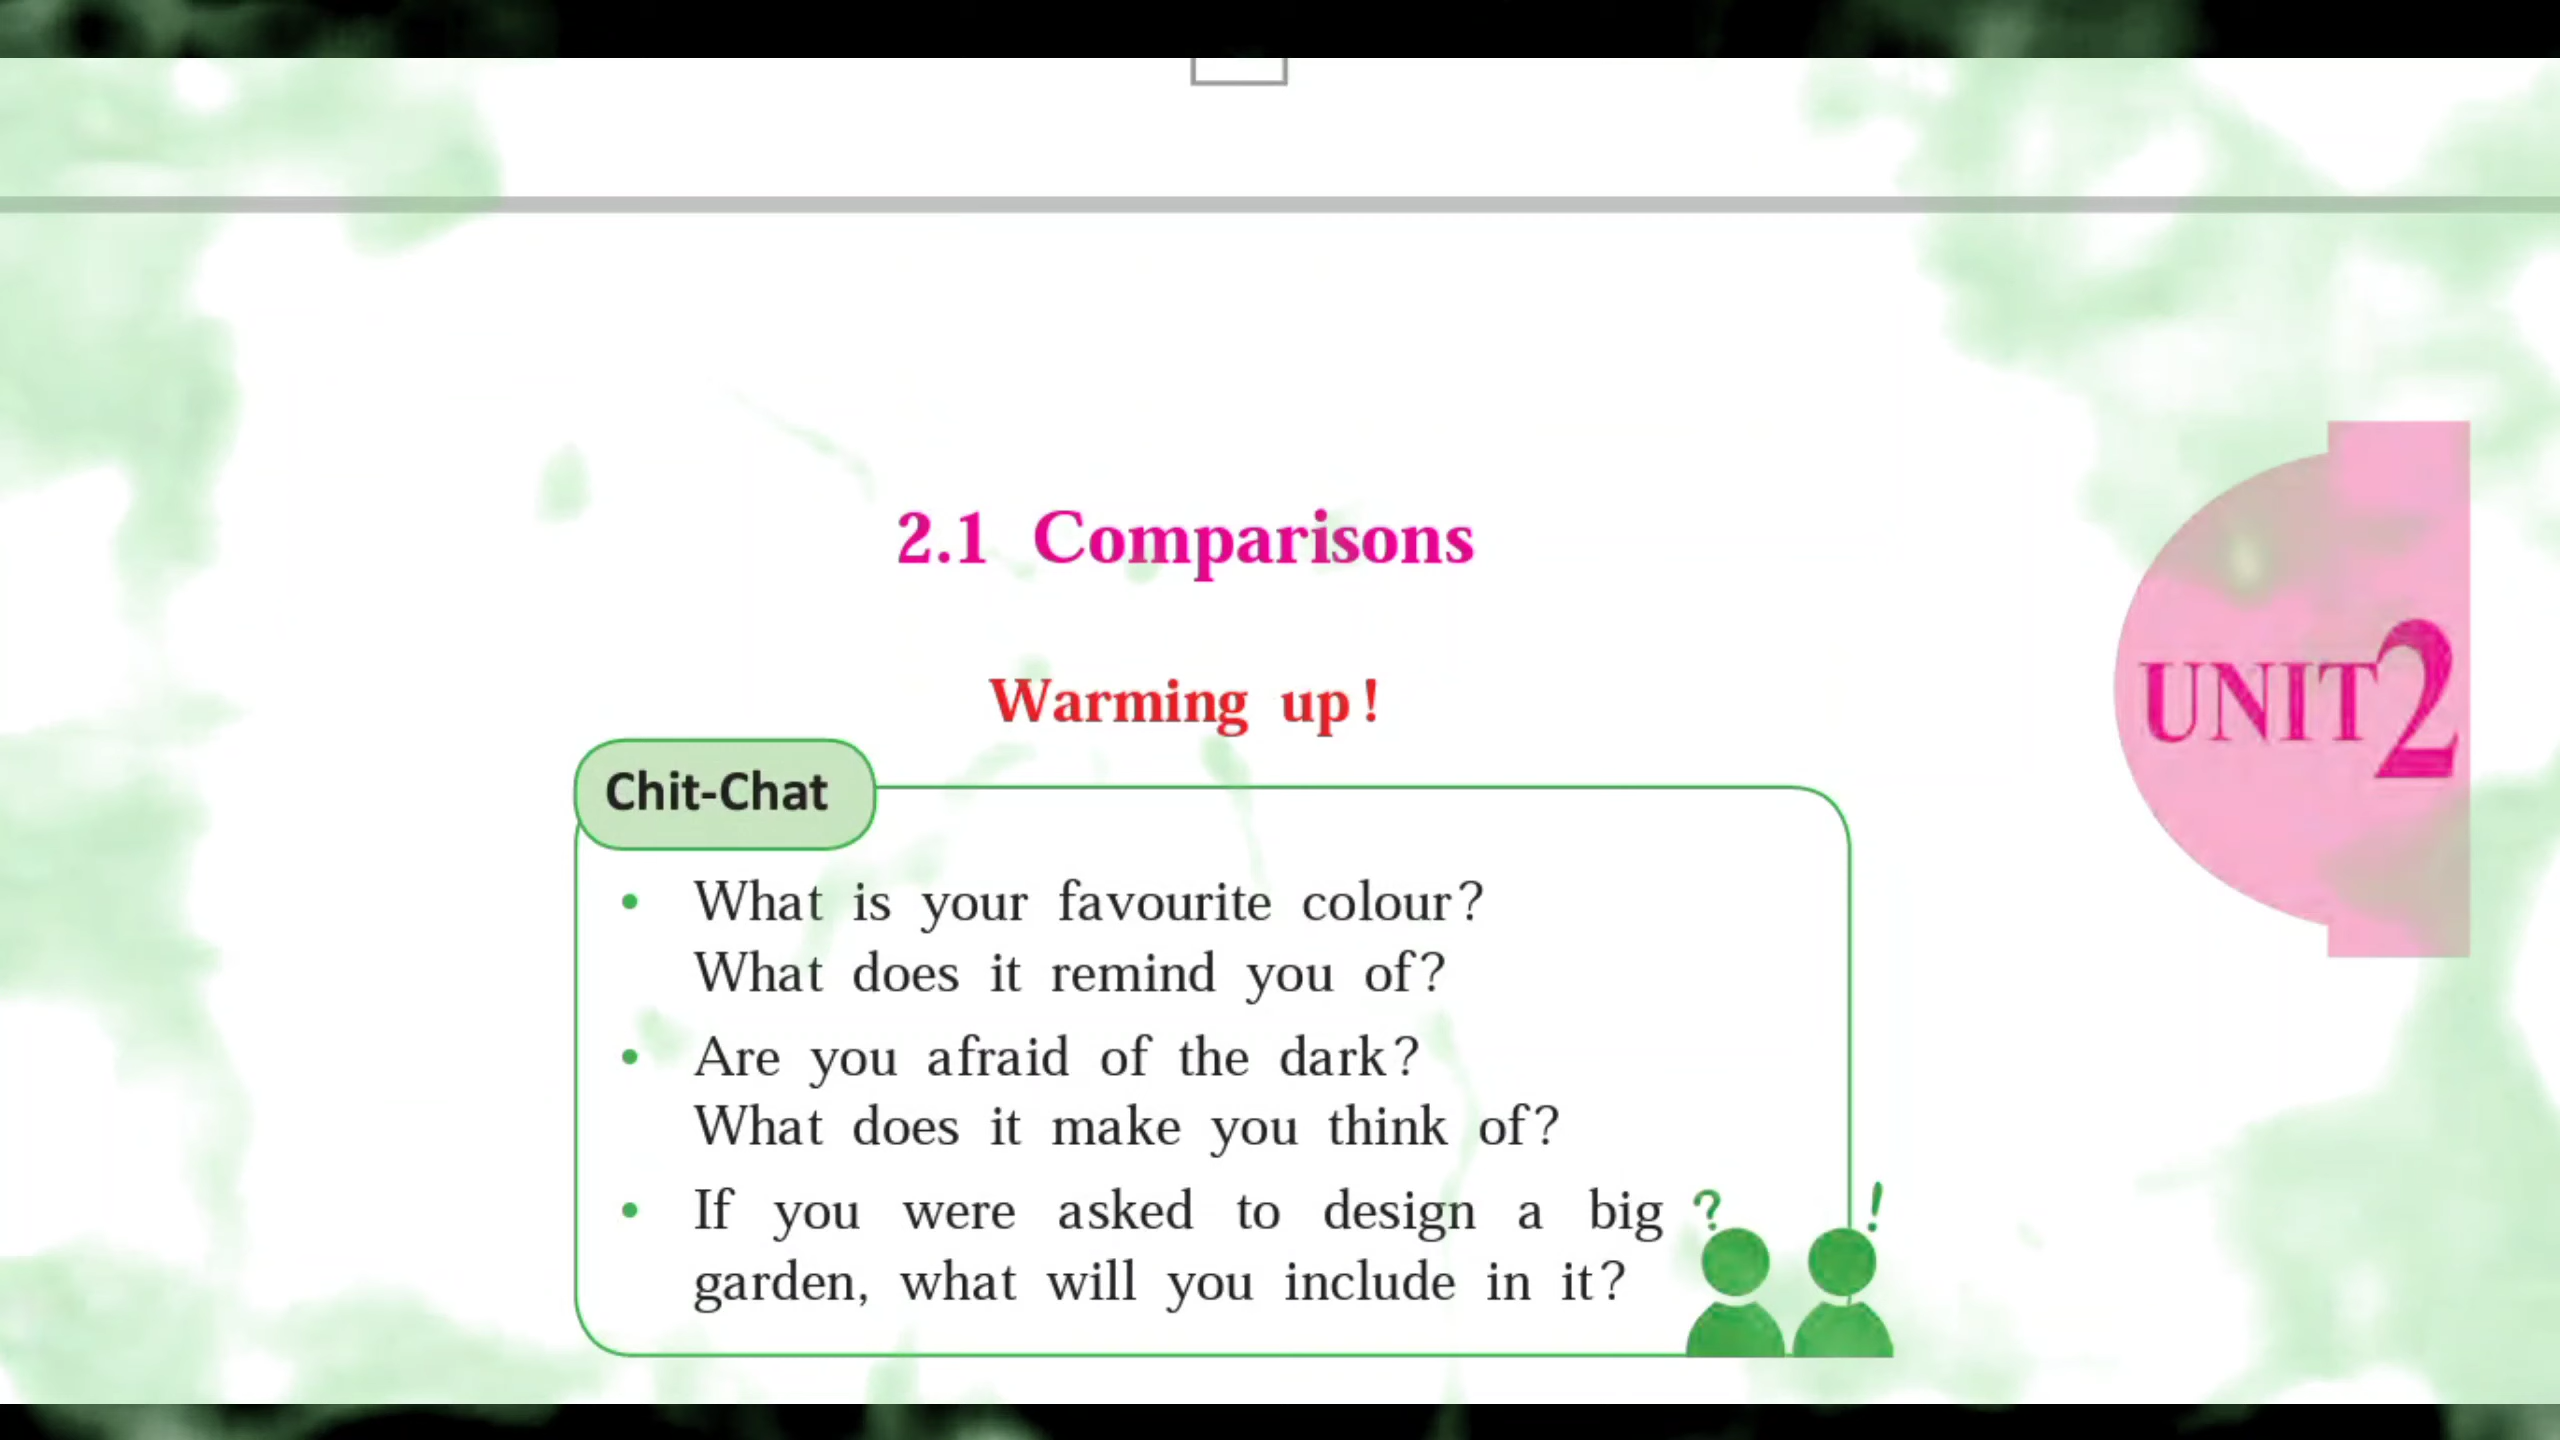 2.1 Comparisons
UNIT 2
Warming up!
Chit-Chat
• What is your favourite colour?
What does it remind you of?
• Are you afraid of the dark?
What does it make you think of?
• If you were asked to design a big
garden, what will you include in it?
? !